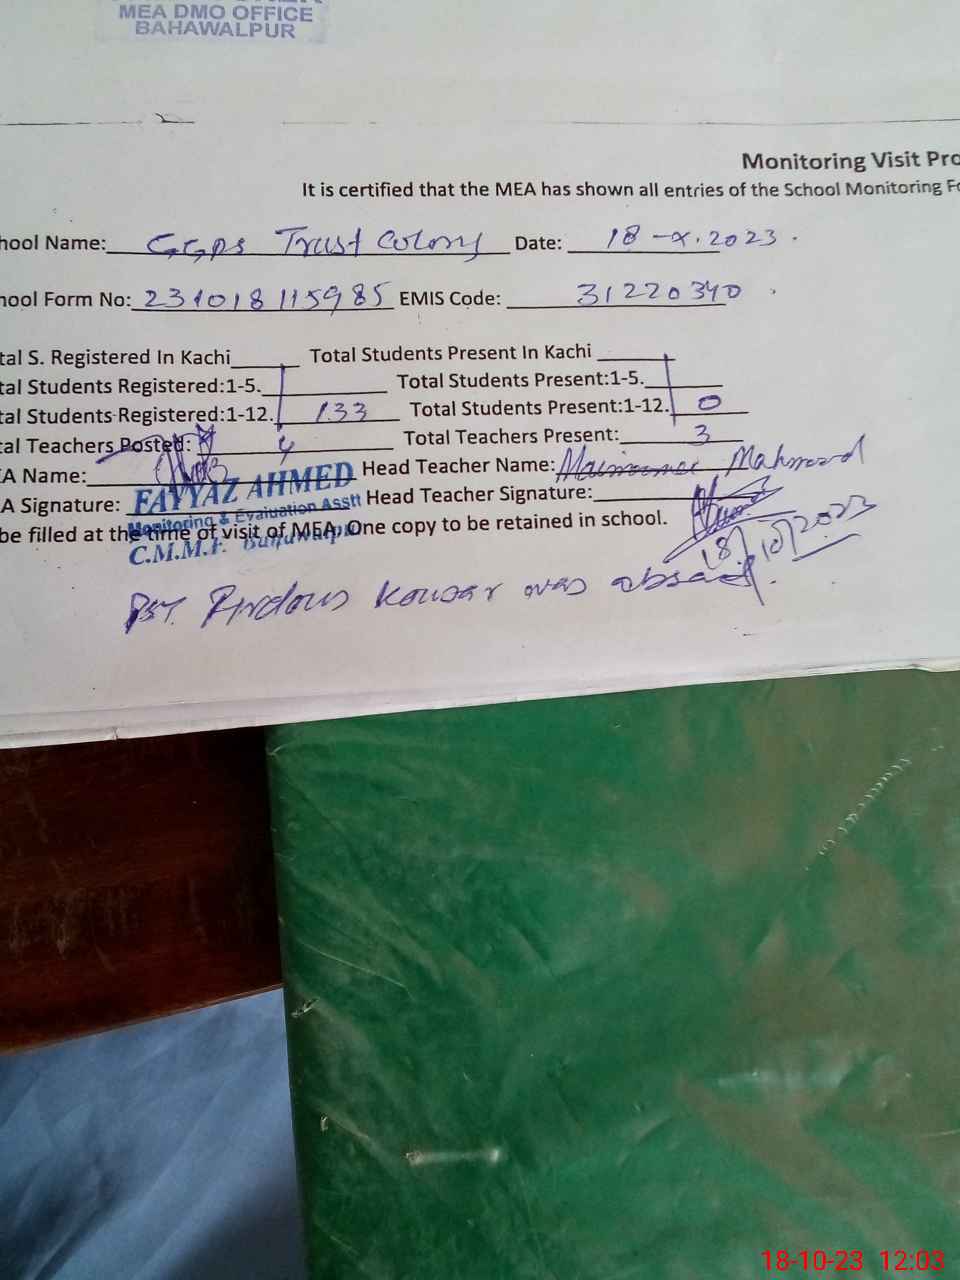 MEA DMO OFFICE
BAHAWALPUR
Monitoring Visit Pro
It is certified that the MEA has shown all entries of the School Monitoring Fo
hool Name: GGPS Trust Colony Date: 18-X-2023.
hool Form No: 231018115985 EMIS Code: 31220340.
tal S. Registered In Kachi Total Students Present In Kachi
tal Students Registered:1-5. Total Students Present:1-5.
tal Students Registered:1-12. 133 Total Students Present:1-12. 0
tal Teachers Posted: 4 Total Teachers Present: 3
A Name: Head Teacher Name: Maimoona Mahmood
A Signature: FAYYAZ AHMED Head Teacher Signature:
Monitoring & Evaluation Asstt
be filled at the time of visit of MEA. One copy to be retained in school.
C.M.M.F. Bahawalpur
18/10/2023
PST. Firdous Kousar was absent.
18-10-23 12:03